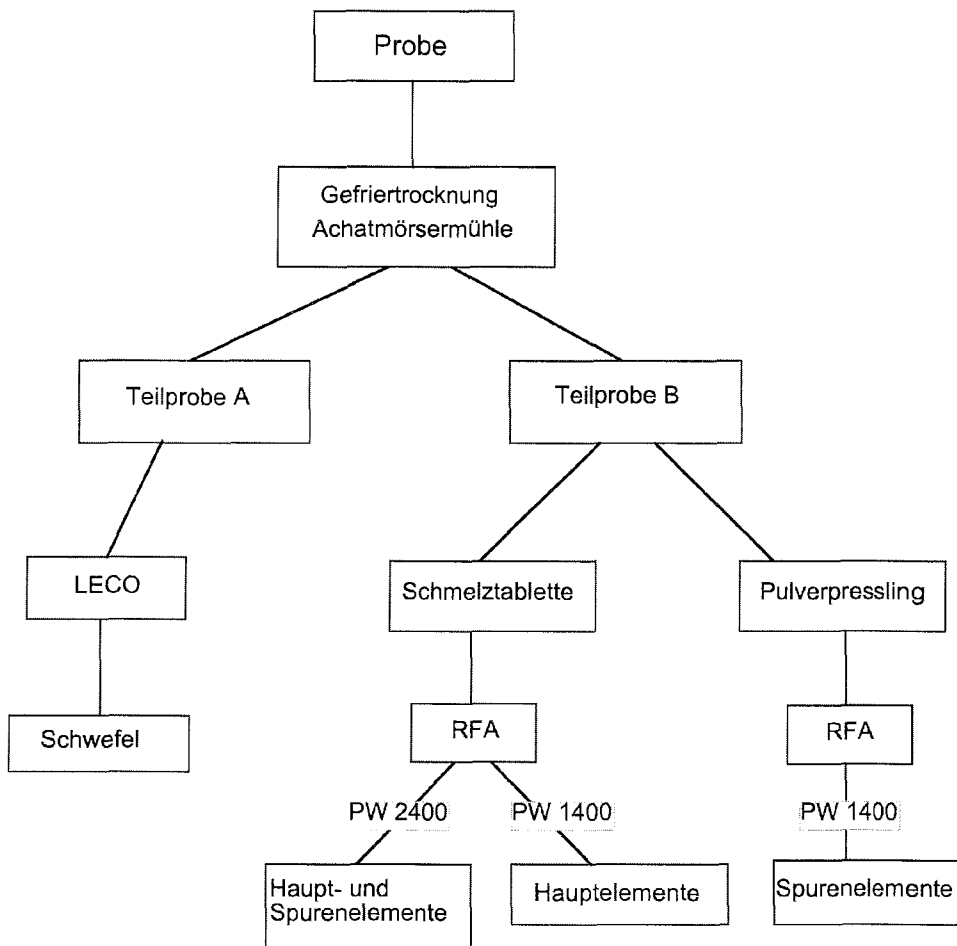 Probe
Gefriertrocknung
Achatmörsermühle
Teilprobe A
Teilprobe B
LECO
Schmelztablette
Pulverpressling
Schwefel
RFA
RFA
PW 2400
PW 1400
PW 1400
Haupt- und
Spurenelemente
Hauptelemente
Spurenelemente